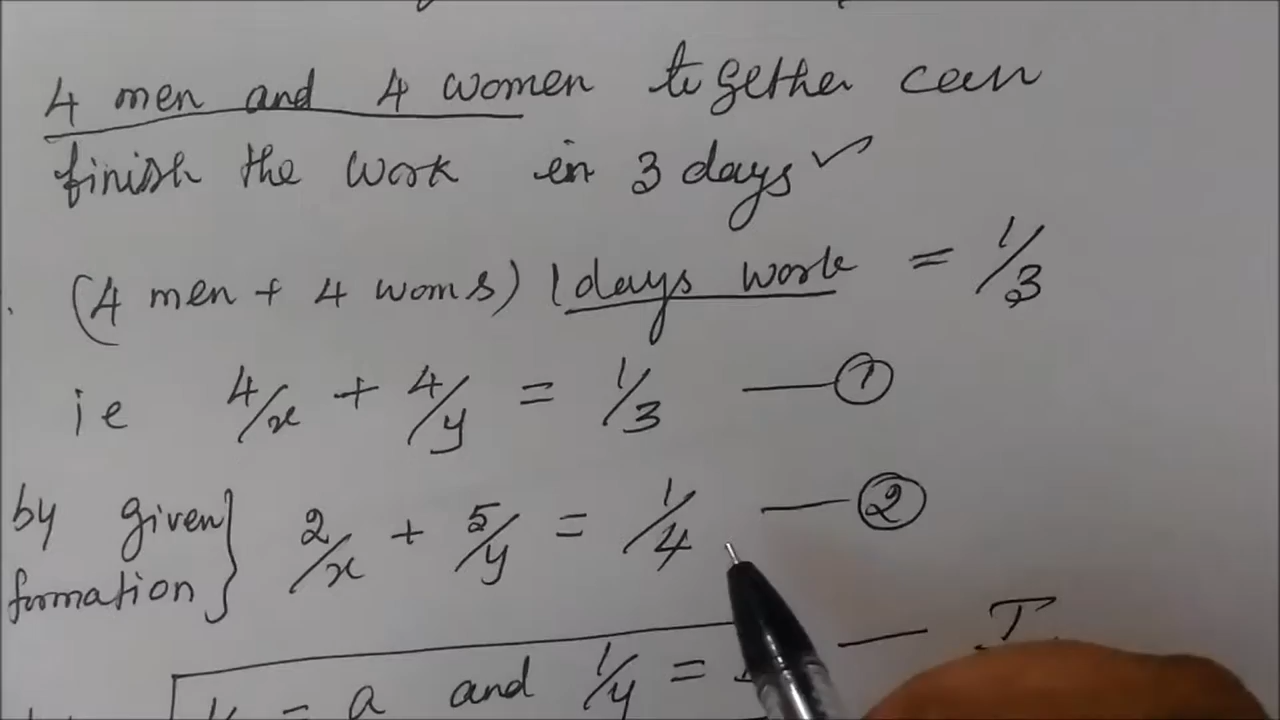 4 men and 4 women together can
finish the work in 3 days ✓
(4 men + 4 woms) 1 days work = 1/3
ie 4/x + 4/y = 1/3 — ①
by given formation } 2/x + 5/y = 1/4 — ②
= a and 1/y = — I